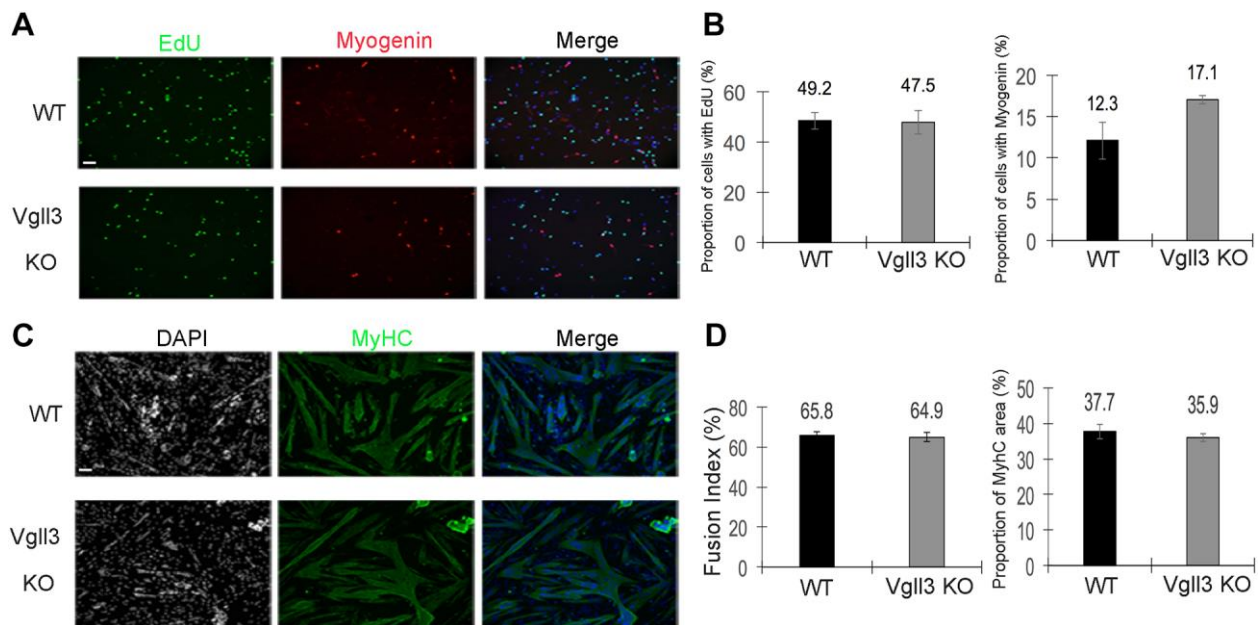 A
EdU
Myogenin
Merge
WT
Vgll3
KO
B
Proportion of cells with EdU (%)
60
40
20
0
49.2
47.5
WT
Vgll3 KO
Proportion of cells with Myogenin (%)
20
15
10
5
0
12.3
17.1
WT
Vgll3 KO
C
DAPI
MyHC
Merge
WT
Vgll3
KO
D
Fusion Index (%)
80
60
40
20
0
65.8
64.9
WT
Vgll3 KO
Proportion of MyhC area (%)
50
40
30
20
10
0
37.7
35.9
WT
Vgll3 KO